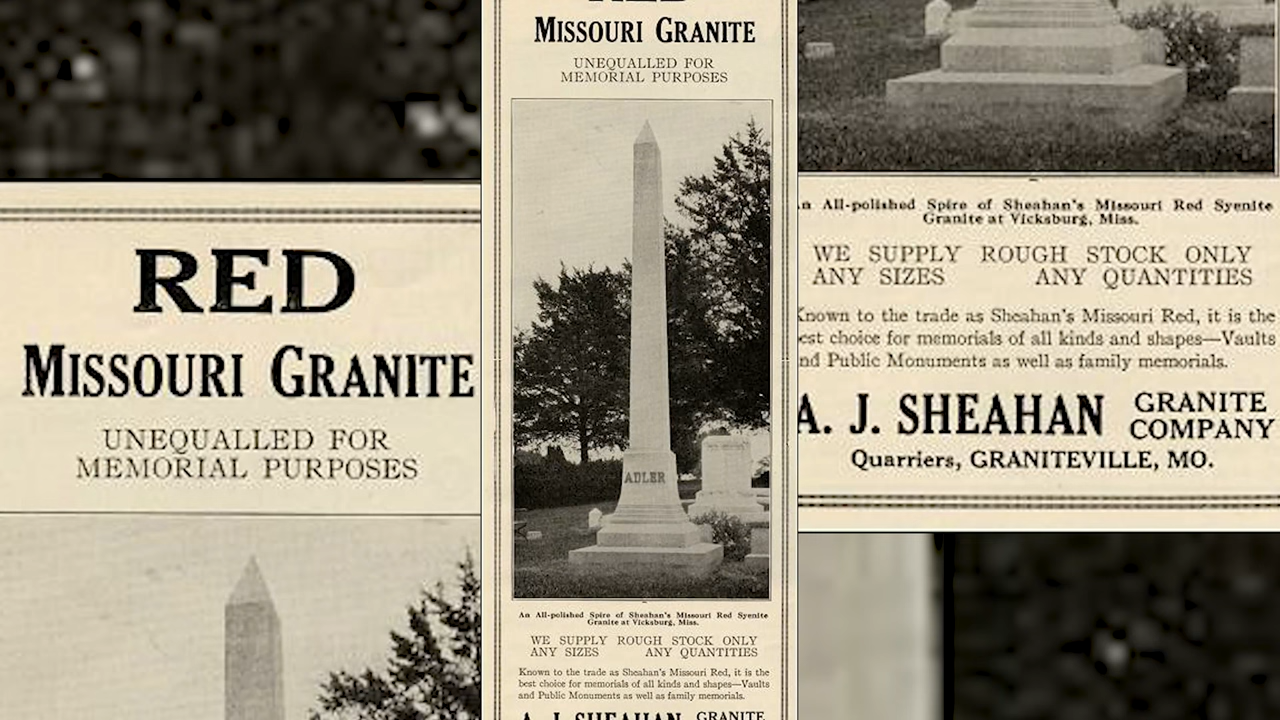 RED
MISSOURI GRANITE
UNEQUALLED FOR
MEMORIAL PURPOSES
MISSOURI GRANITE
UNEQUALLED FOR
MEMORIAL PURPOSES
ADLER
An All-polished Spire of Sheahan's Missouri Red Syenite
Granite at Vicksburg, Miss.
WE SUPPLY ROUGH STOCK ONLY
ANY SIZES ANY QUANTITIES
Known to the trade as Sheahan's Missouri Red, it is the
best choice for memorials of all kinds and shapes—Vaults
and Public Monuments as well as family memorials.
A. J. SHEAHAN GRANITE
An All-polished Spire of Sheahan's Missouri Red Syenite
Granite at Vicksburg, Miss.
WE SUPPLY ROUGH STOCK ONLY
ANY SIZES ANY QUANTITIES
Known to the trade as Sheahan's Missouri Red, it is the
best choice for memorials of all kinds and shapes—Vaults
and Public Monuments as well as family memorials.
A. J. SHEAHAN GRANITE COMPANY
Quarriers, GRANITEVILLE, MO.